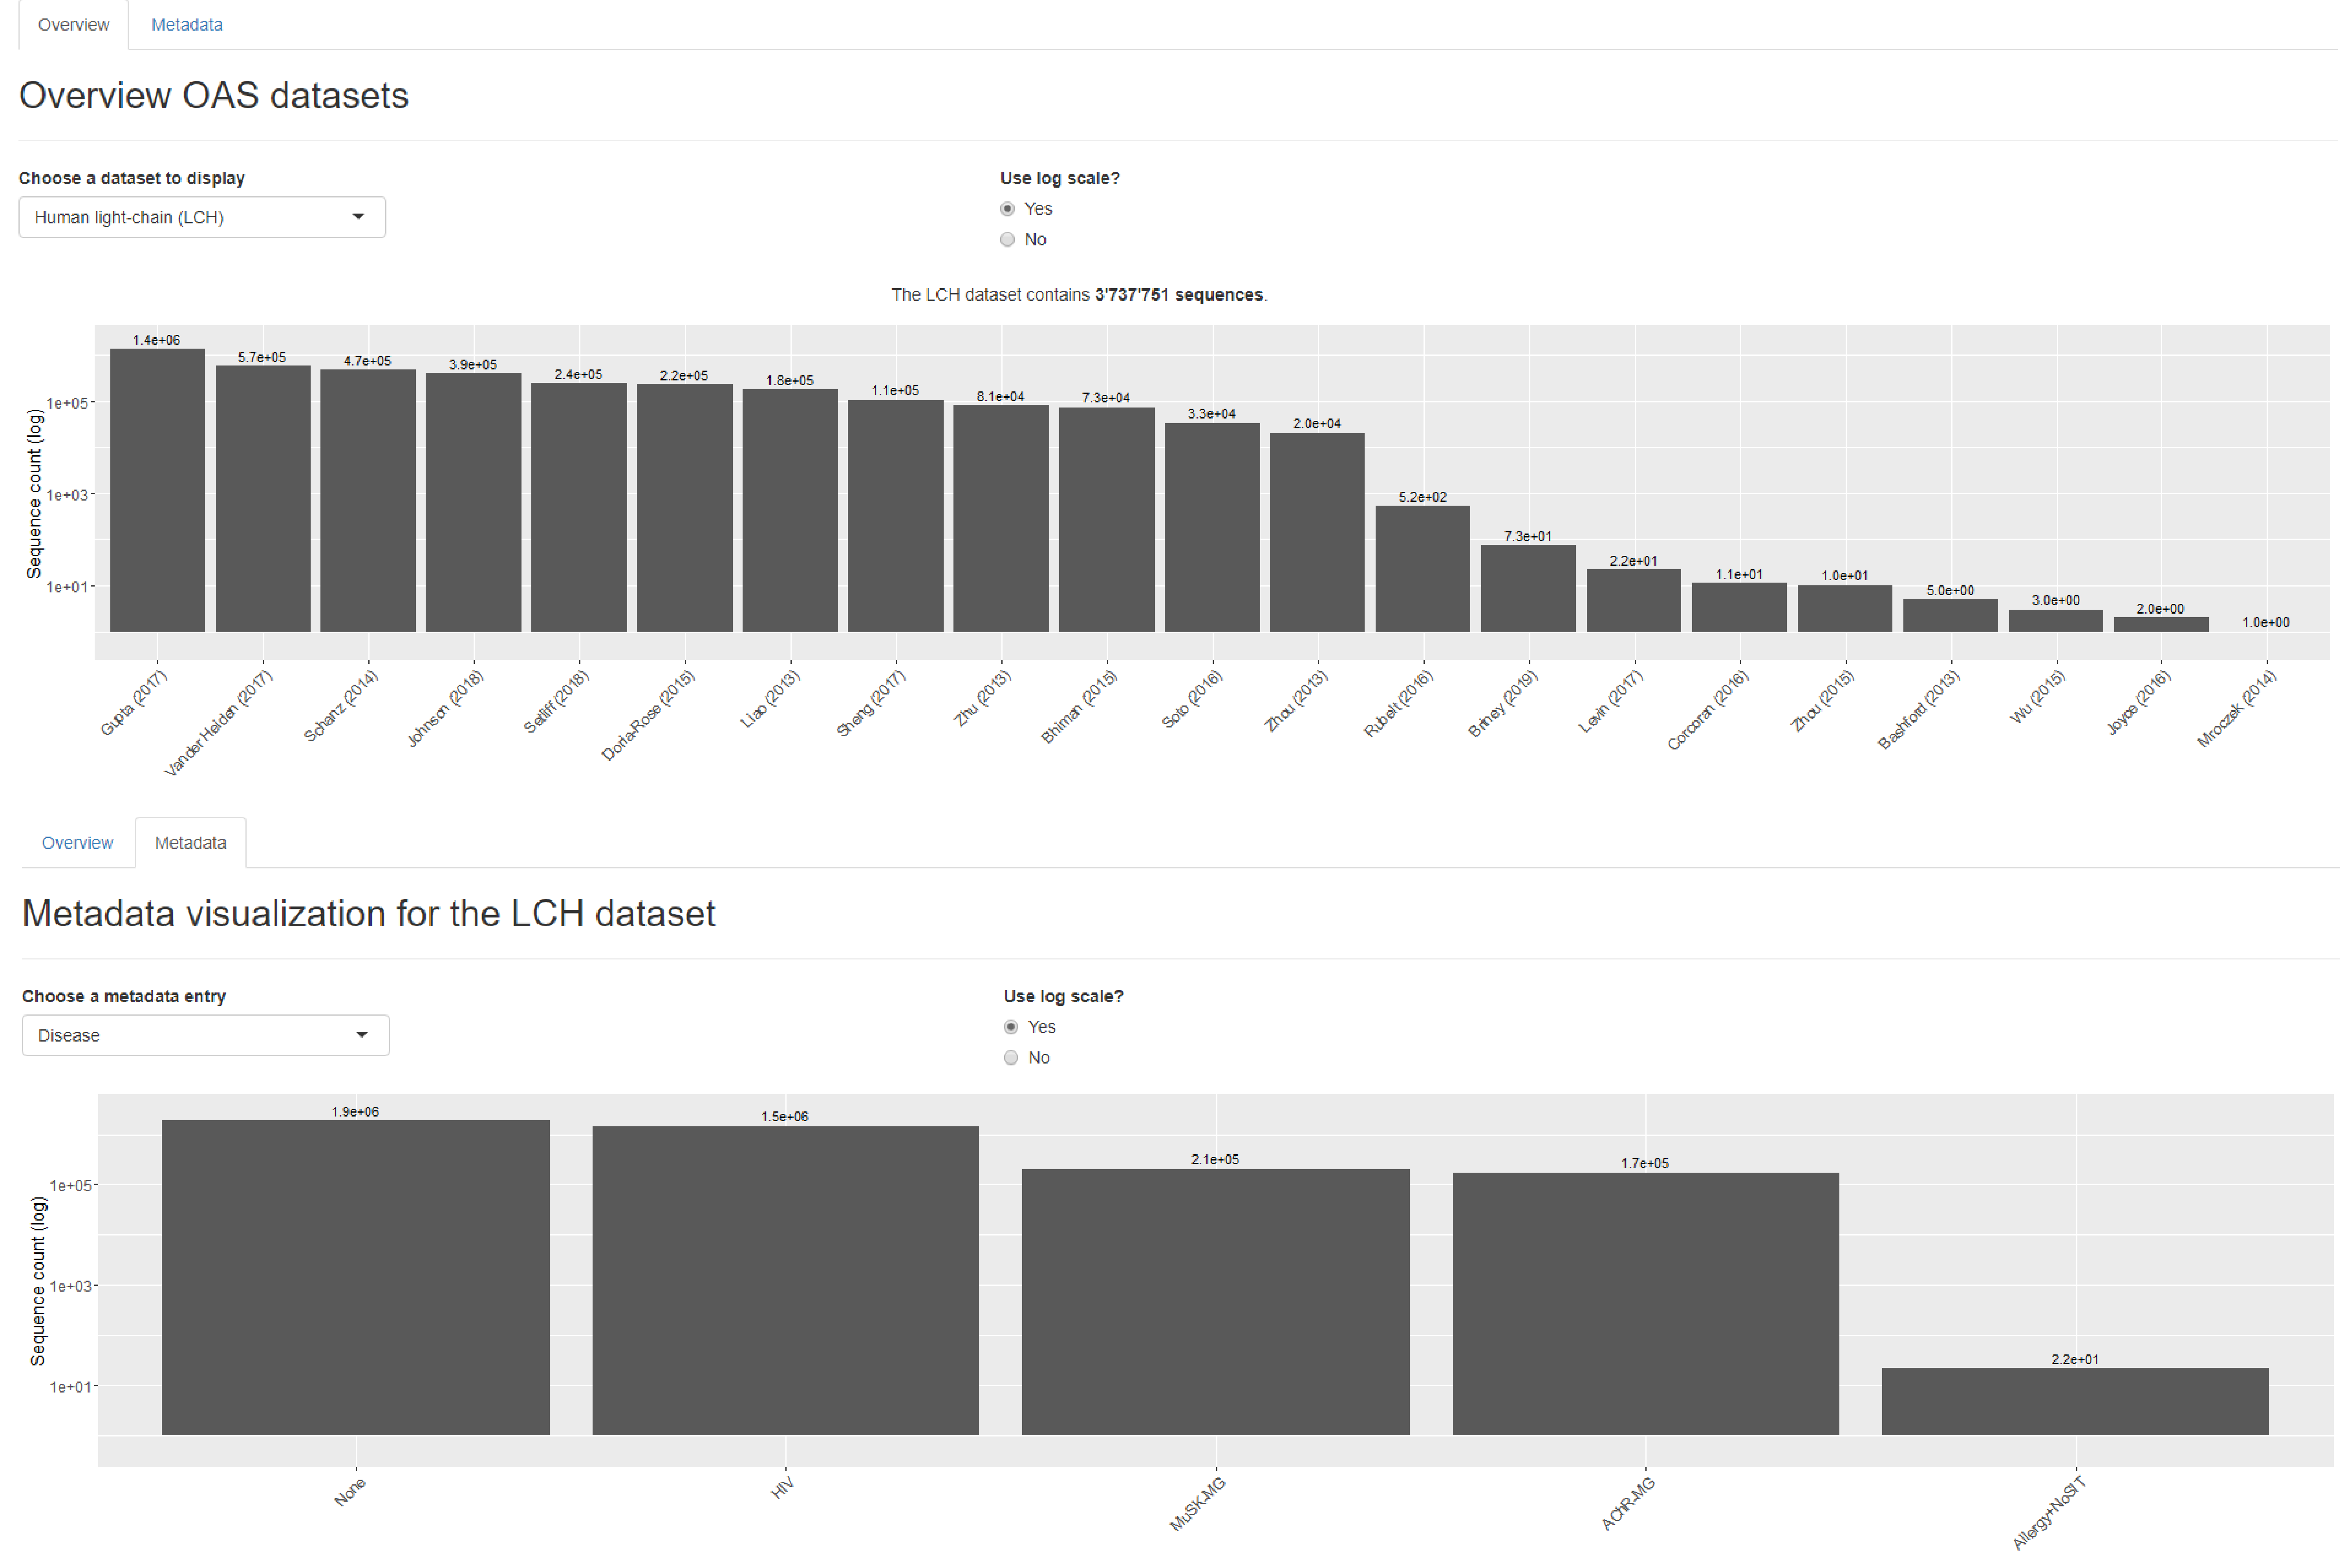 Overview Metadata
Overview OAS datasets
Choose a dataset to display
Human light-chain (LCH)
Use log scale?
Yes
No
The LCH dataset contains 3'737'751 sequences.
Sequence count (log)
1e+05
1e+03
1e+01
1.4e+06 5.7e+05 4.7e+05 3.9e+05 2.4e+05 2.2e+05 1.8e+05 1.1e+05 8.1e+04 7.3e+04 3.3e+04 2.0e+04 5.2e+02 7.3e+01 2.2e+01 1.1e+01 1.0e+01 5.0e+00 3.0e+00 2.0e+00 1.0e+00
Gupta (2017)
Vander Heiden (2017)
Schanz (2014)
Johnson (2018)
Setliff (2018)
Doria-Rose (2015)
Liao (2013)
Sheng (2017)
Zhu (2013)
Bhiman (2015)
Soto (2016)
Zhou (2013)
Rubelt (2016)
Briney (2019)
Levin (2017)
Corcoran (2016)
Zhou (2015)
Bashford (2013)
Wu (2015)
Joyce (2016)
Mroczek (2014)
Overview Metadata
Metadata visualization for the LCH dataset
Choose a metadata entry
Disease
Use log scale?
Yes
No
Sequence count (log)
1e+05
1e+03
1e+01
1.9e+06 1.5e+06 2.1e+05 1.7e+05 2.2e+01
None
HIV
MuSK-MG
AChR-MG
Allergy+NoSIT